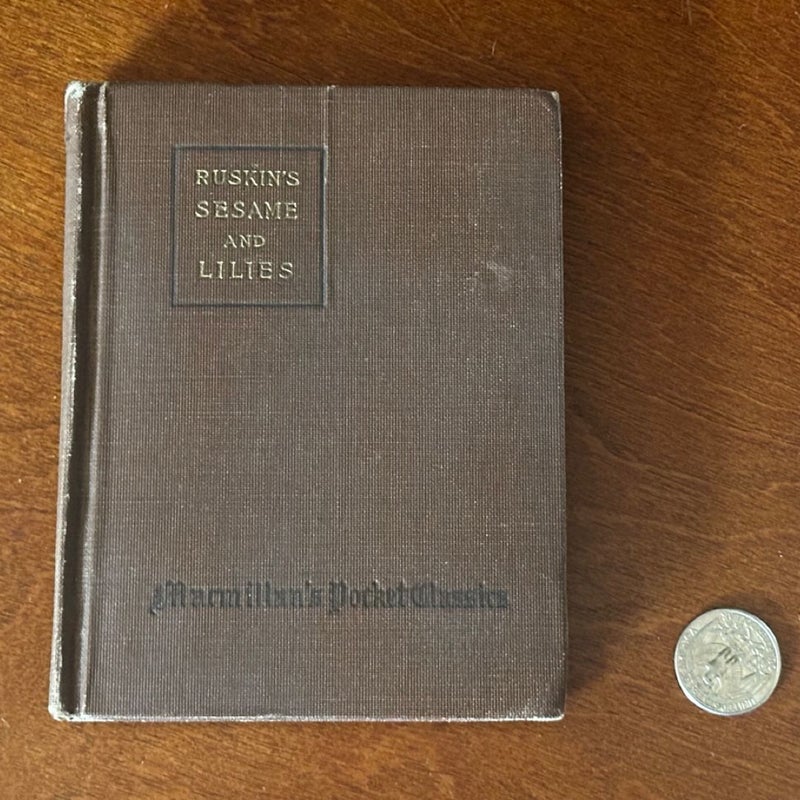 RUSKIN'S
SESAME
AND
LILIES
Macmillan's Pocket Classics